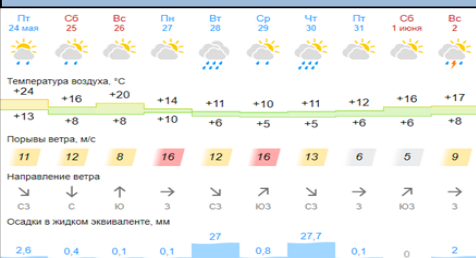 Пт Сб Вс Пн Вт Ср Чт Пт Сб Вс
24 мая 25 26 27 28 29 30 31 1 июня 2
Температура воздуха, °C
+24 +16 +20 +14 +11 +10 +11 +12 +16 +17
+13 +8 +8 +10 +6 +5 +5 +6 +6 +8
Порывы ветра, м/с
11 12 8 16 12 16 13 6 5 9
Направление ветра
СЗ С Ю З СЗ ЮЗ СЗ З ЮЗ З
Осадки в жидком эквиваленте, мм
2,6 0,4 0,1 0,1 27 0,8 27,7 0,1 0 2